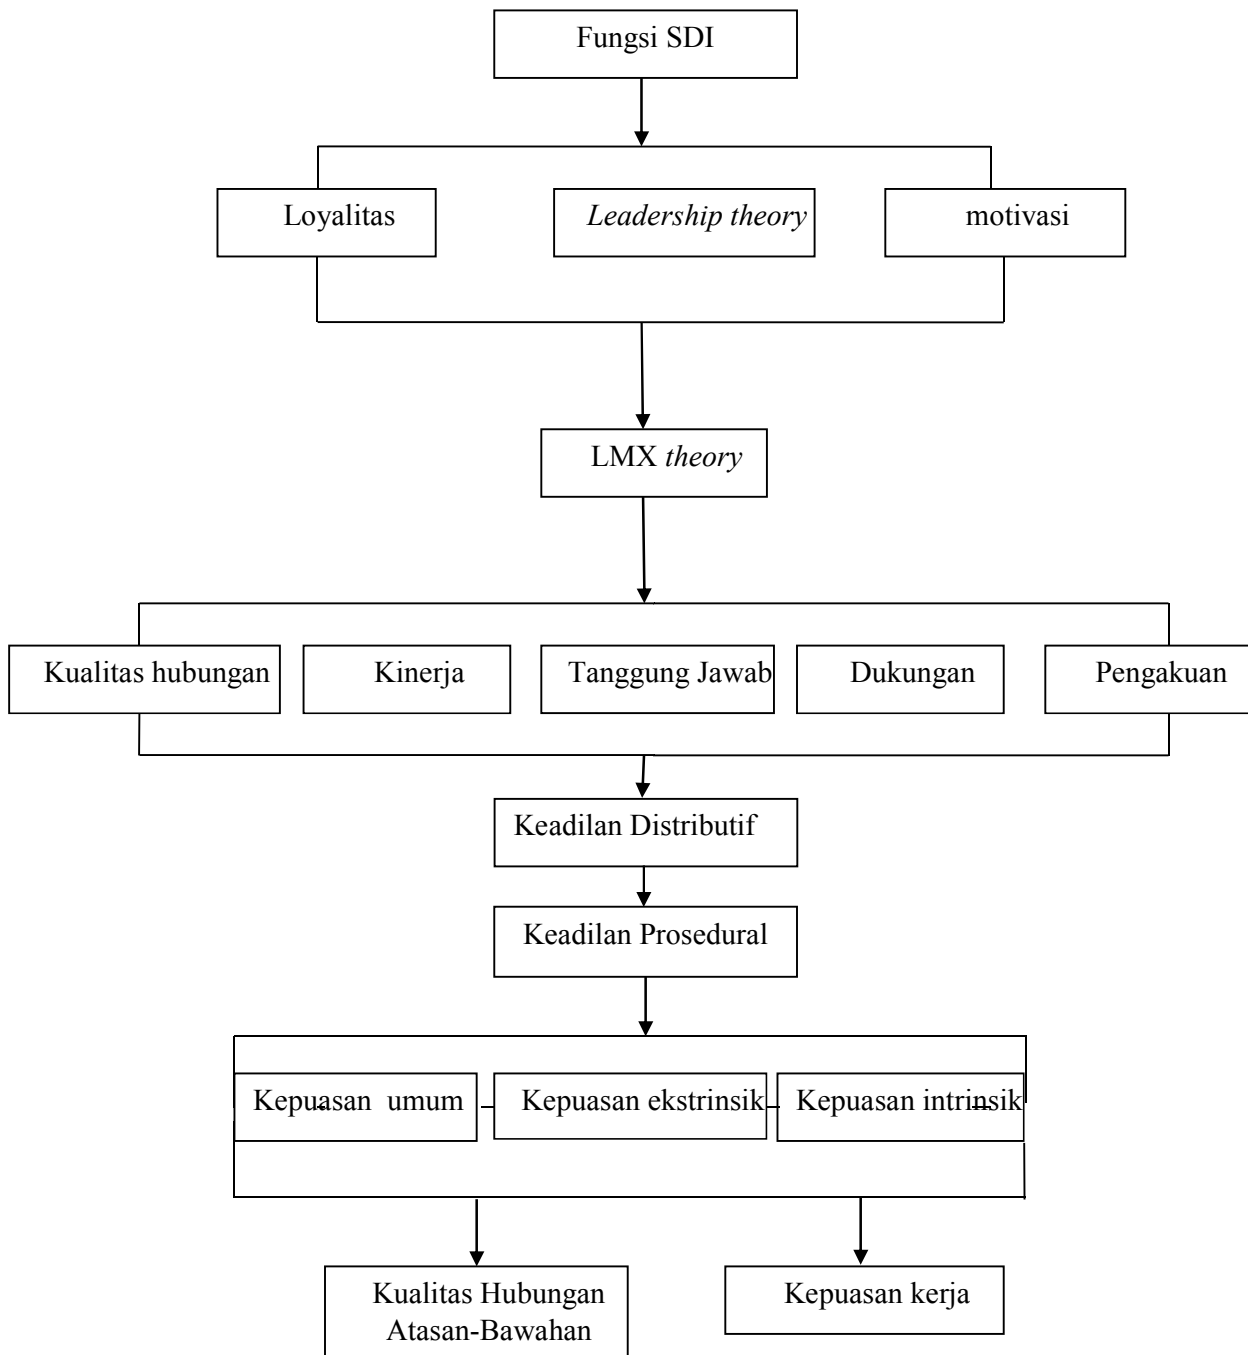 Fungsi SDI
Loyalitas
Leadership theory
motivasi
LMX theory
Kualitas hubungan
Kinerja
Tanggung Jawab
Dukungan
Pengakuan
Keadilan Distributif
Keadilan Prosedural
Kepuasan umum
Kepuasan ekstrinsik
Kepuasan intrinsik
Kualitas Hubungan
Atasan-Bawahan
Kepuasan kerja